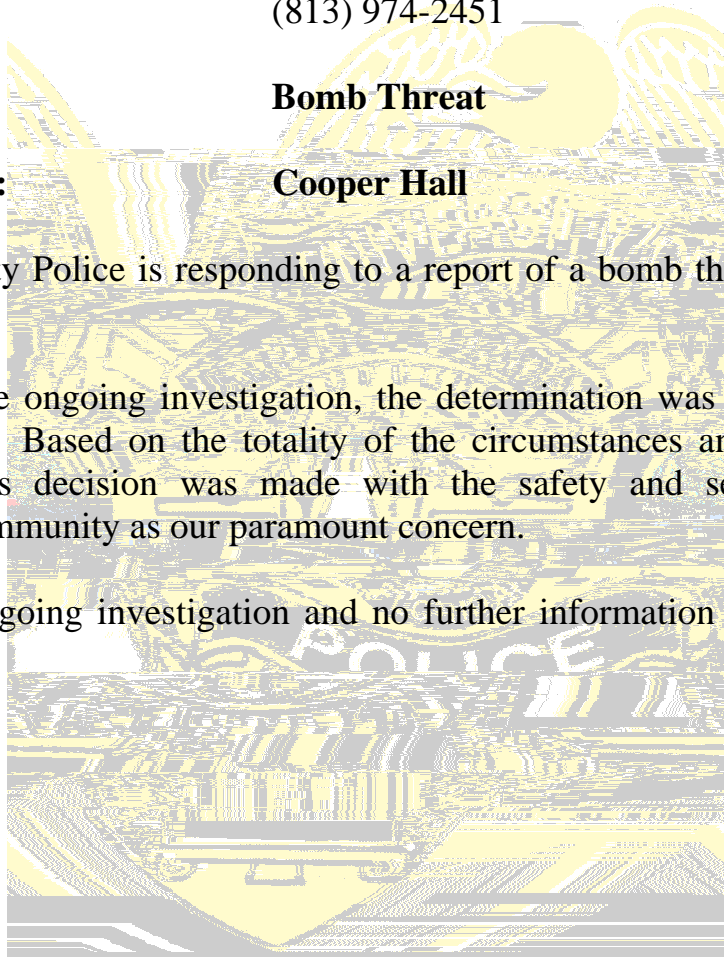 (813) 974-2451
Bomb Threat
: Cooper Hall
y Police is responding to a report of a bomb th
e ongoing investigation, the determination was
Based on the totality of the circumstances an
s decision was made with the safety and se
mmunity as our paramount concern.
going investigation and no further information
POLICE